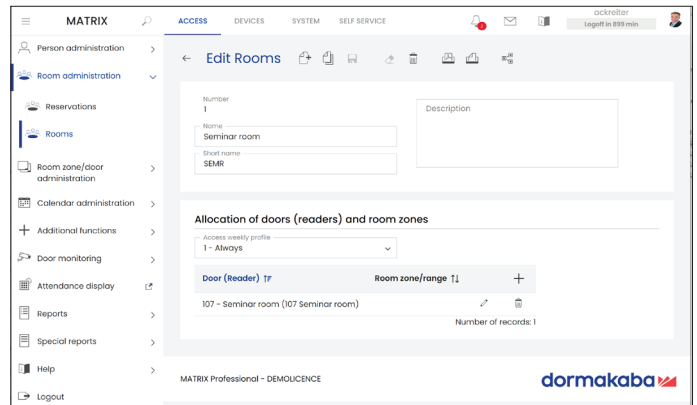 MATRIX
ACCESS
DEVICES
SYSTEM
SELF SERVICE
2
ackreiter
Logoff in 899 min
Person administration
Room administration
Reservations
Rooms
Room zone/door
administration
Calendar administration
Additional functions
Door monitoring
Attendance display
Reports
Special reports
Help
Logout
Edit Rooms
Number
1
Name
Seminar room
Short name
SEMR
Description
Allocation of doors (readers) and room zones
Access weekly profile
1 - Always
Door (Reader)
Room zone/range
107 - Seminar room (107 Seminar room)
Number of records: 1
MATRIX Professional - DEMOLICENCE
dormakaba